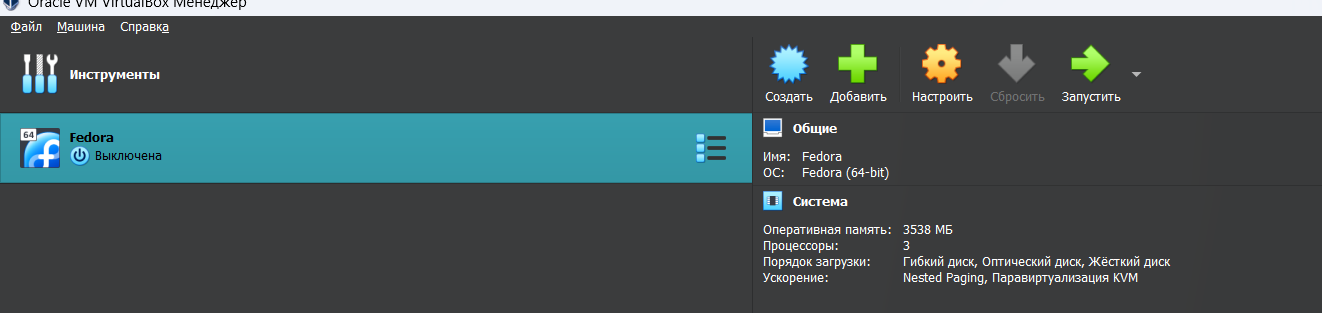 Oracle VM VirtualBox Менеджер
Файл Машина Справка
Инструменты
Создать Добавить Настроить Сбросить Запустить
64
Fedora
Выключена
Общие
Имя: Fedora
ОС: Fedora (64-bit)
Система
Оперативная память: 3538 МБ
Процессоры: 3
Порядок загрузки: Гибкий диск, Оптический диск, Жёсткий диск
Ускорение: Nested Paging, Паравиртуализация KVM